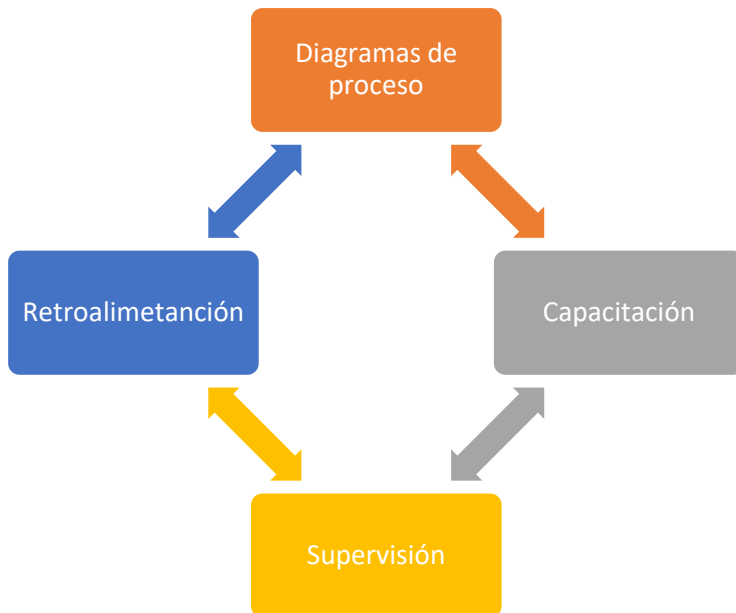 Diagramas de
proceso
Retroalimetanción
Capacitación
Supervisión